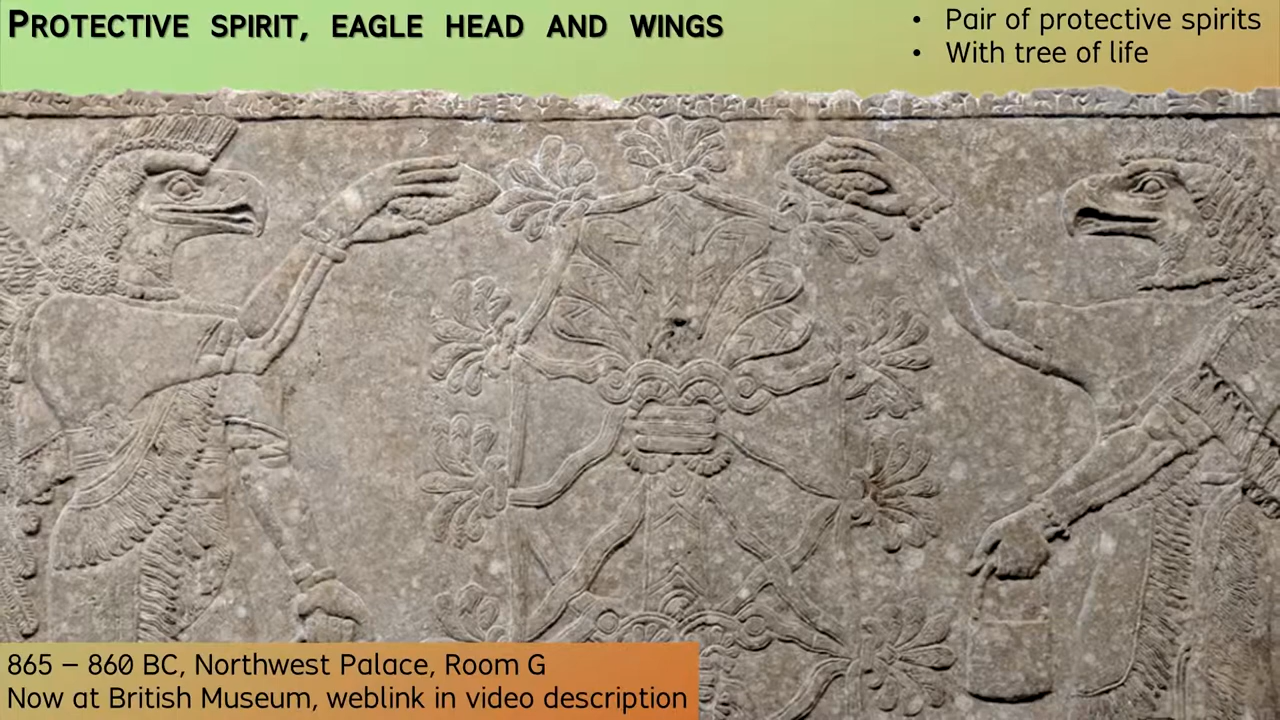 Protective spirit, eagle head and wings
• Pair of protective spirits
• With tree of life
865 – 860 BC, Northwest Palace, Room G
Now at British Museum, weblink in video description